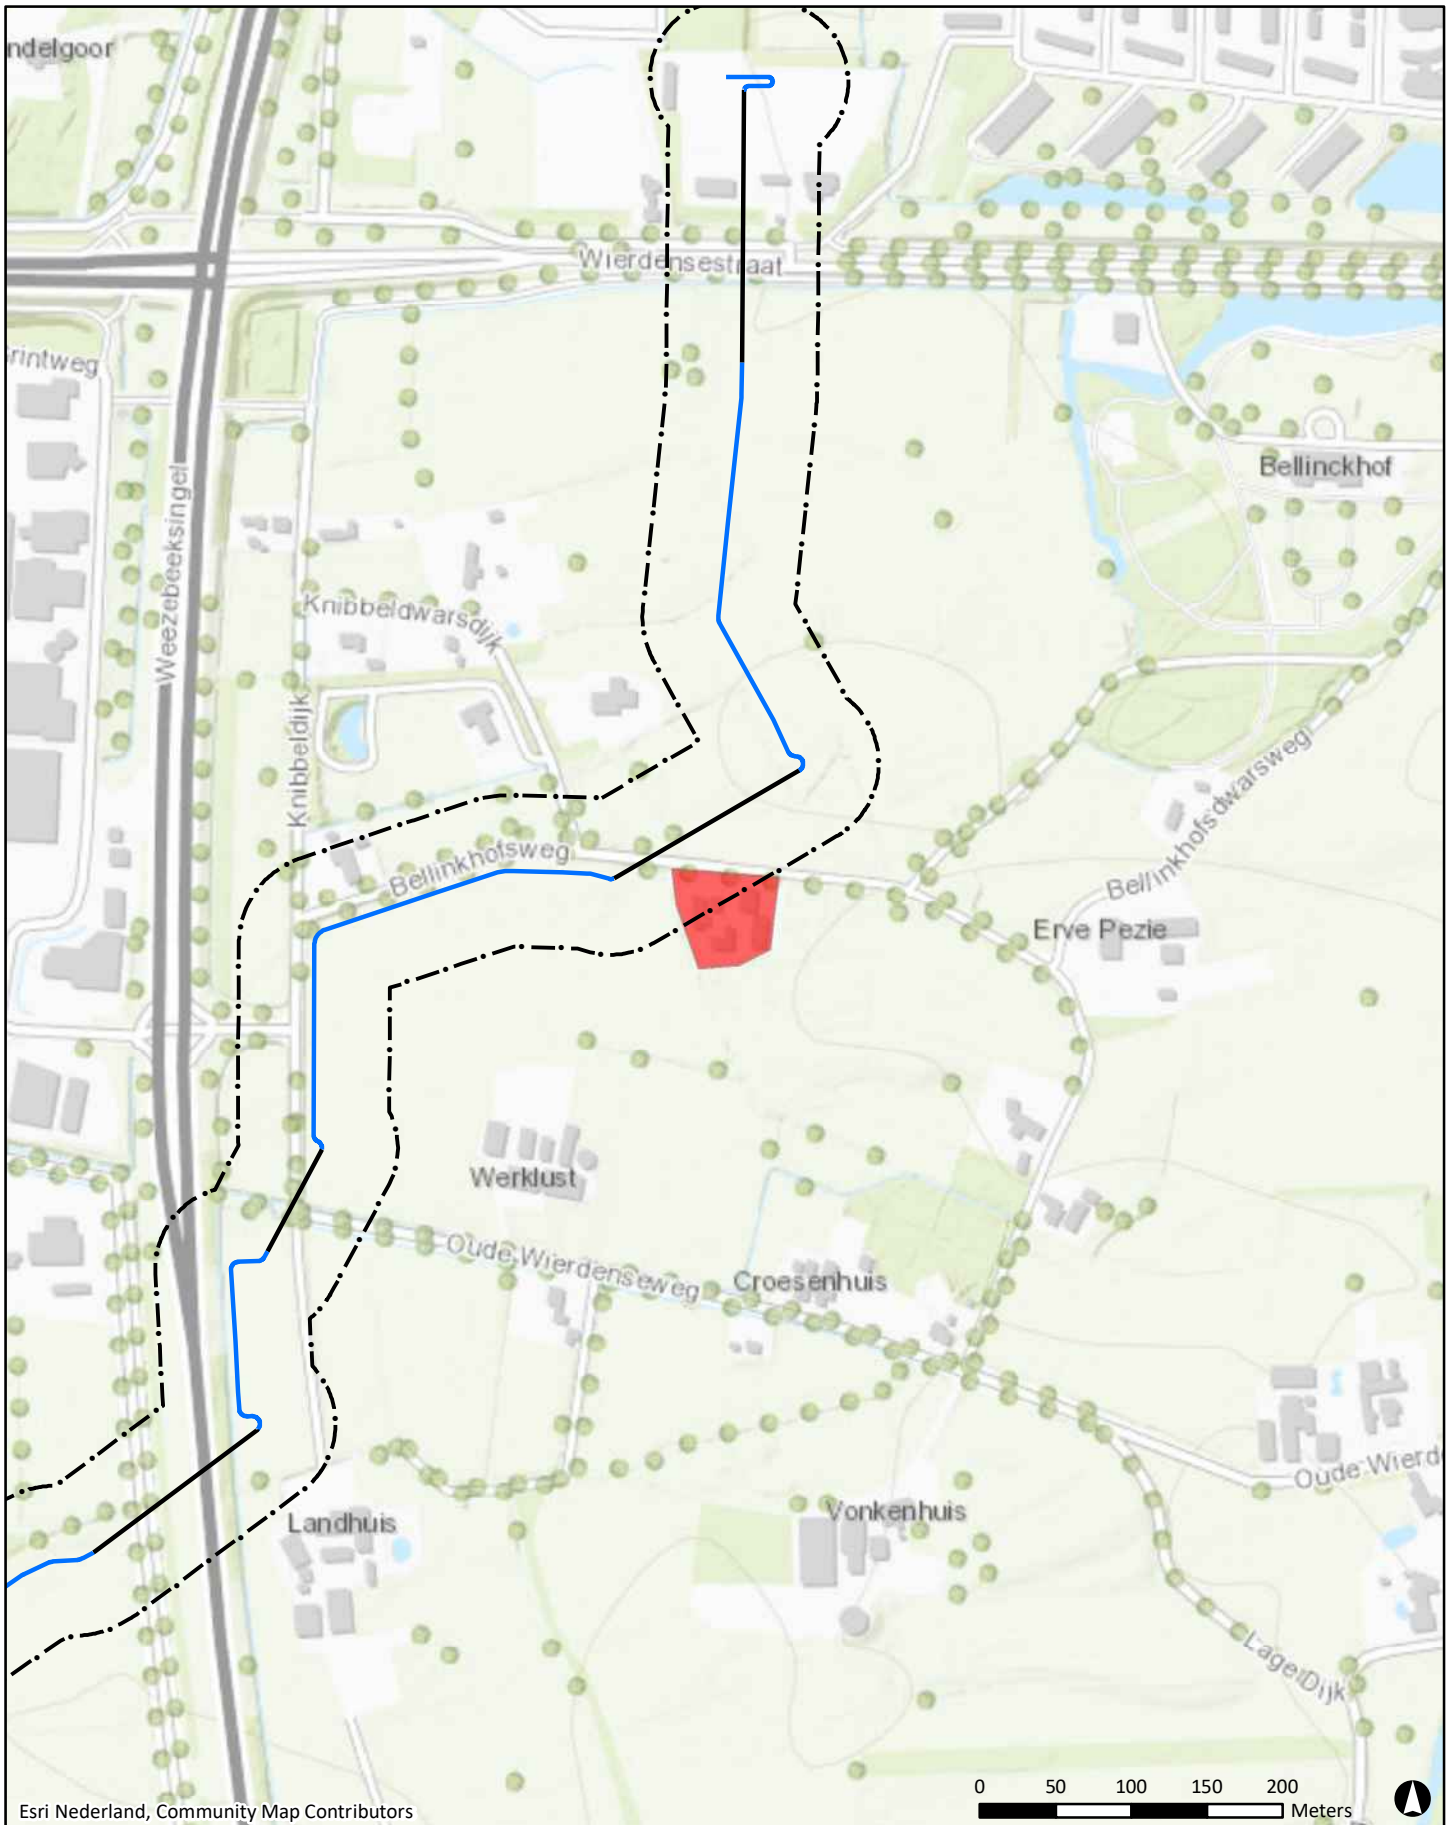 ndelgoor
Wierdensestraat
rintweg
Bellinckhof
Weezebeeksingel
Knibbeldwarsdijk
Knibbeldijk
Bellinkhofsdwarsweg
Bellinkhofsweg
Erve Pezie
Werklust
Oude Wierdenseweg
Croesenhuis
Oude Wierd
Vonkenhuis
Landhuis
Lage Dijk
0 50 100 150 200
Meters
Esri Nederland, Community Map Contributors